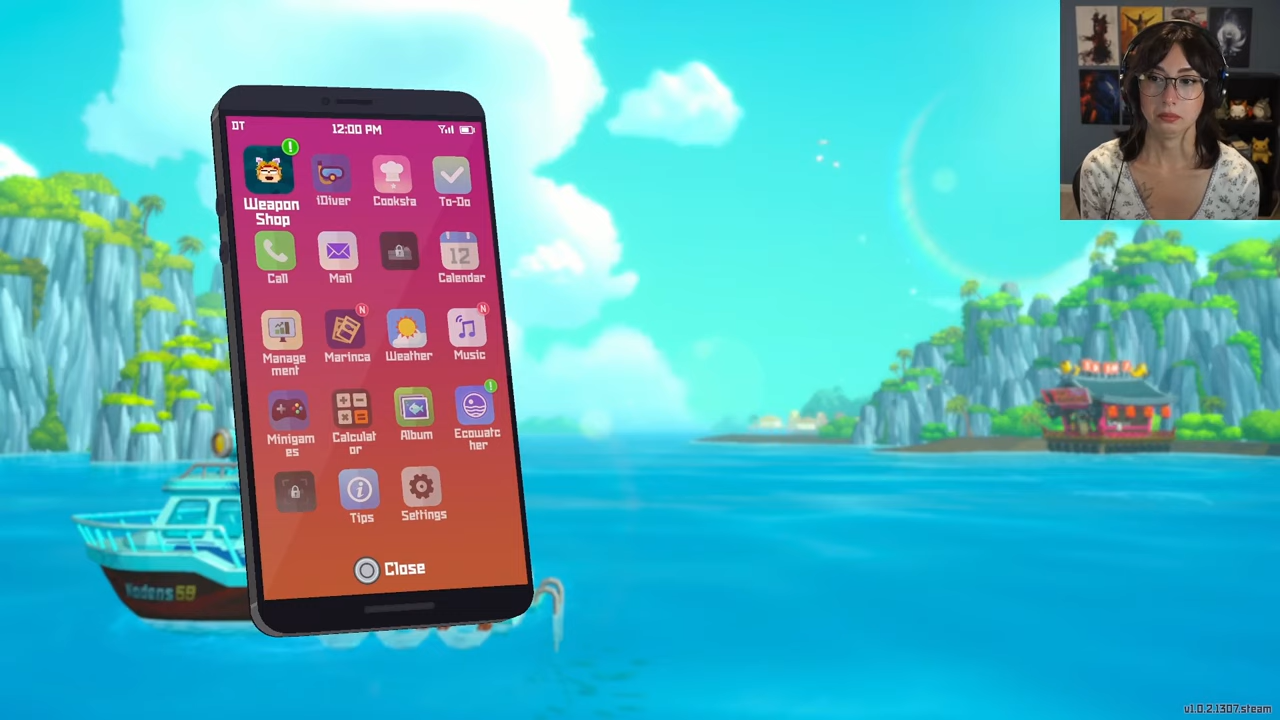 DT
12:00 PM
Weapon
Shop
iDiver
Cooksta
To-Do
Call
Mail
12
Calendar
Manage
ment
N
Marinca
Weather
N
Music
Minigam
es
Calculat
or
Album
Ecowatc
her
Tips
Settings
Close
v1.0.2.1307.steam